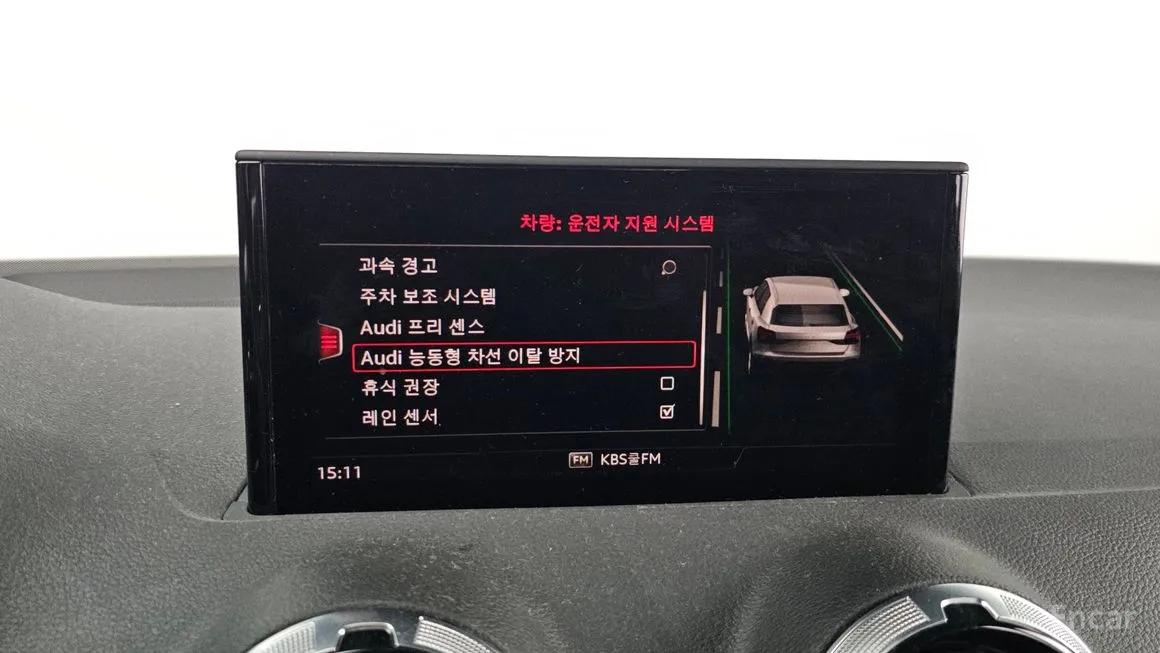 차량: 운전자 지원 시스템
과속 경고
주차 보조 시스템
Audi 프리 센스
Audi 능동형 차선 이탈 방지
휴식 권장
레인 센서
FM KBS쿨FM
15:11
encar